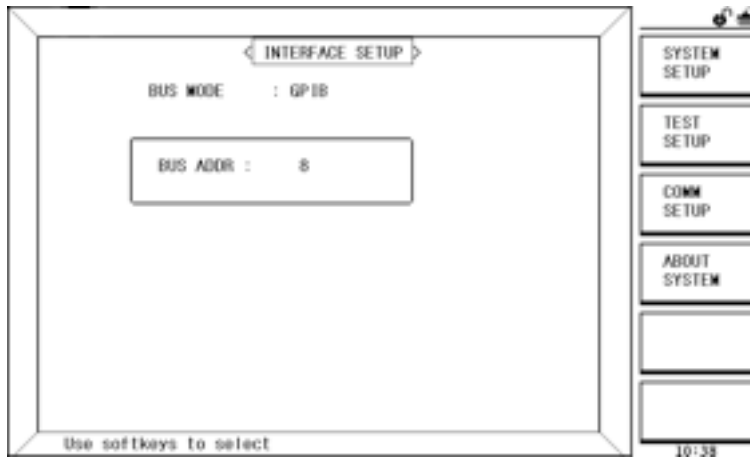 INTERFACE SETUP
BUS MODE : GPIB
BUS ADDR : 8
Use softkeys to select
SYSTEM
SETUP
TEST
SETUP
COMM
SETUP
ABOUT
SYSTEM
10:38